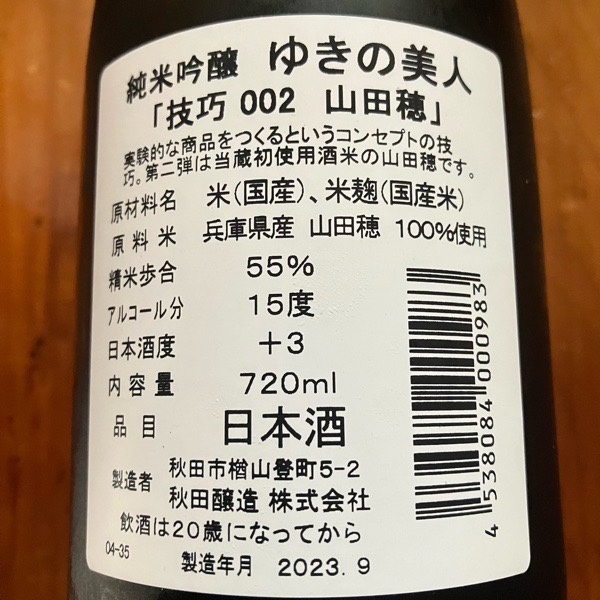 純米吟醸 ゆきの美人
「技巧 002 山田穂」
実験的な商品をつくるというコンセプトの技
巧。第二弾は当蔵初使用酒米の山田穂です。
原材料名 米(国産)、米麹(国産米)
原料米 兵庫県産 山田穂 100%使用
精米歩合 55%
アルコール分 15度
日本酒度 +3
内容量 720ml
品目 日本酒
製造者 秋田市楢山登町5-2
秋田醸造 株式会社
飲酒は20歳になってから
04-35 製造年月 2023.9
4 538084 000983